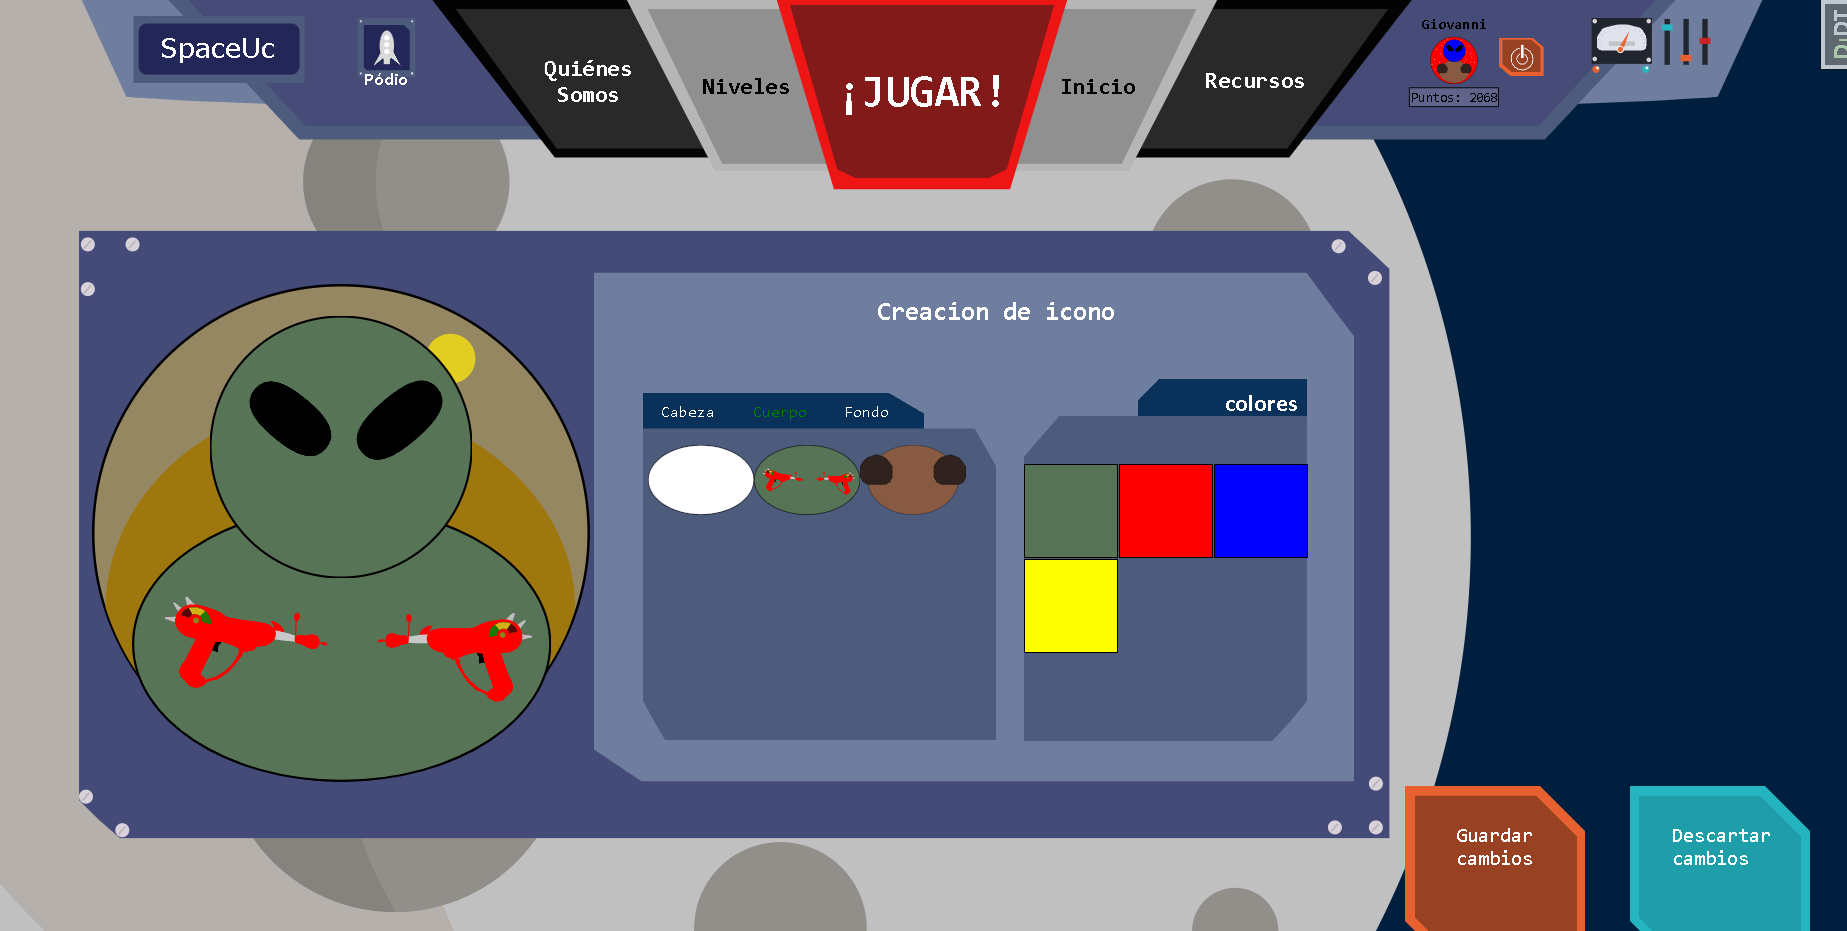 SpaceUc
Pódio
Quiénes
Somos
Niveles
¡JUGAR!
Inicio
Recursos
Giovanni
Puntos: 2068
Creacion de icono
Cabeza Cuerpo Fondo
colores
Guardar
cambios
Descartar
cambios